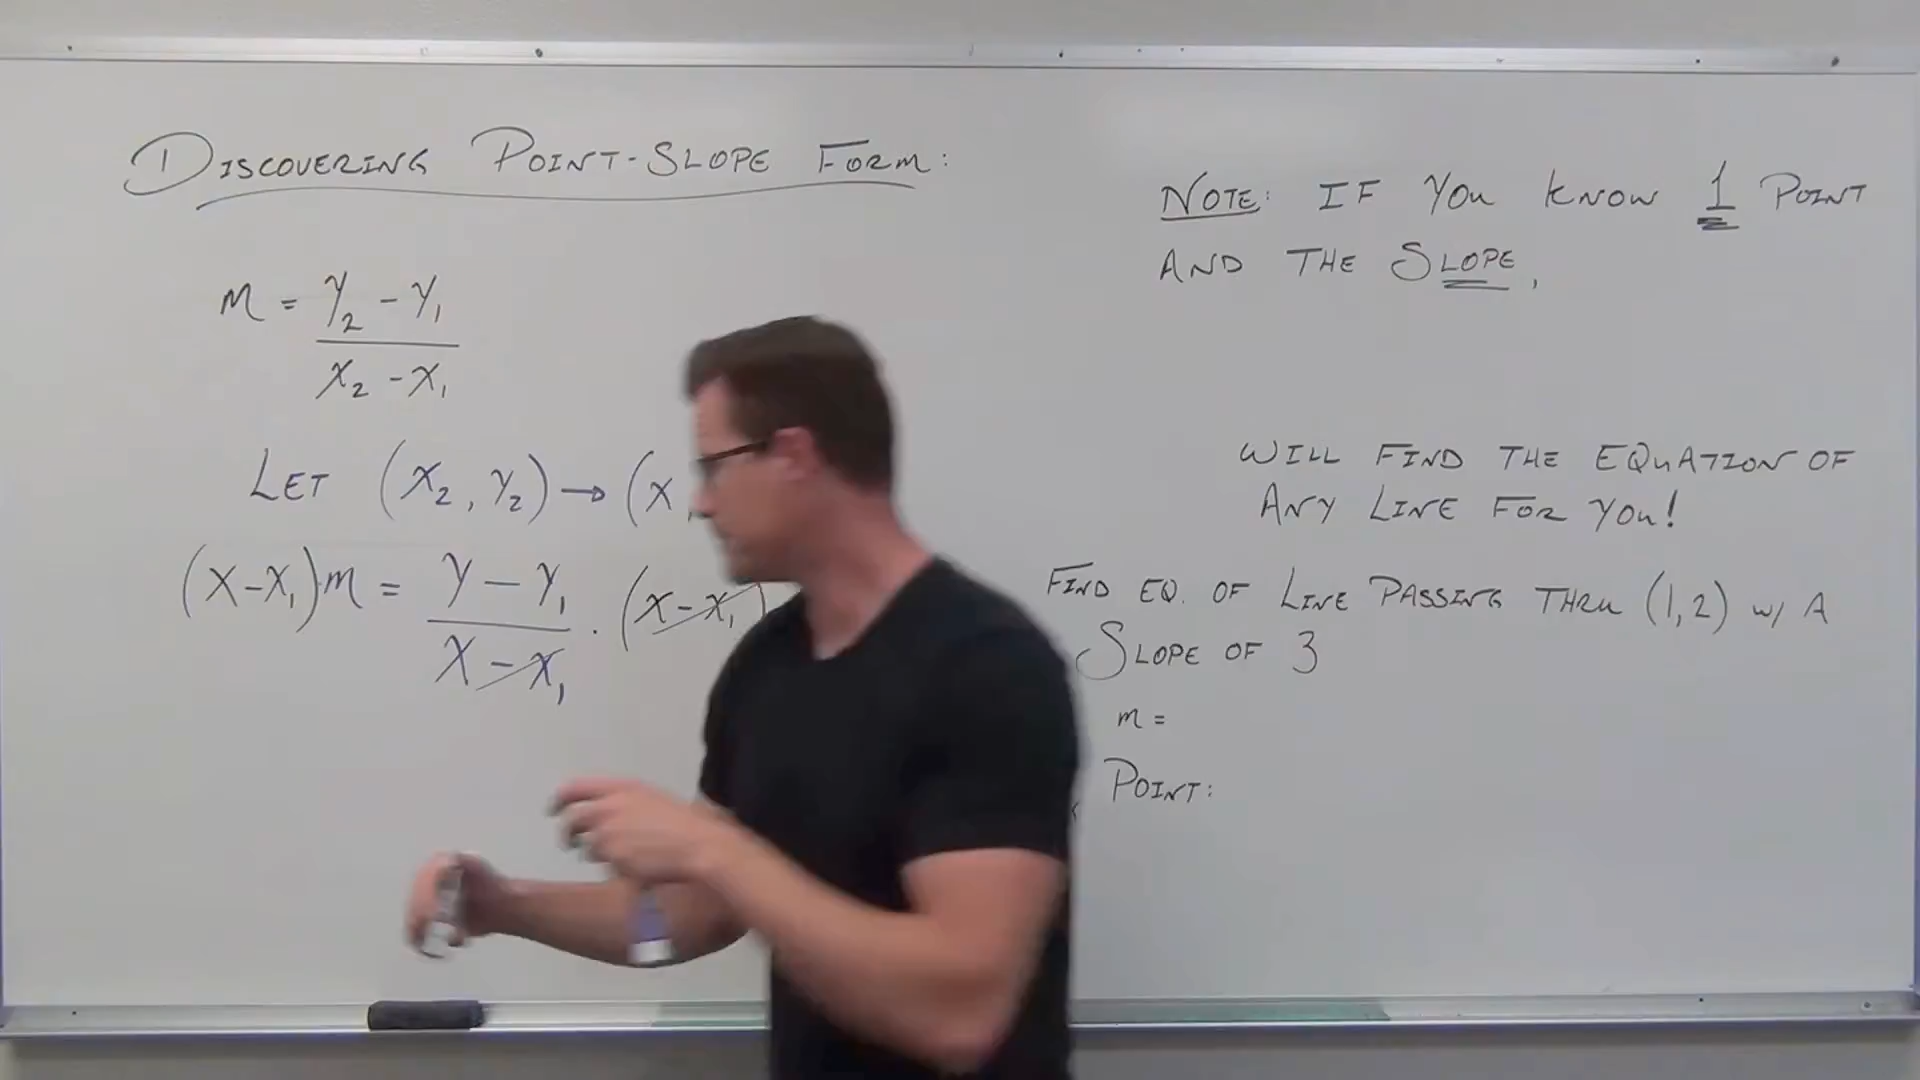 DISCOVERING POINT-SLOPE FORM:
m = y₂ - y₁
x₂ - x₁
LET (x₂, y₂) → (x,
(x-x₁)m = y - y₁ · (x-x₁)
x - x₁
NOTE: IF YOU KNOW 1 POINT
AND THE SLOPE,
WILL FIND THE EQUATION OF
ANY LINE FOR YOU!
FIND EQ. OF LINE PASSING THRU (1,2) W/ A
SLOPE OF 3
m =
POINT: